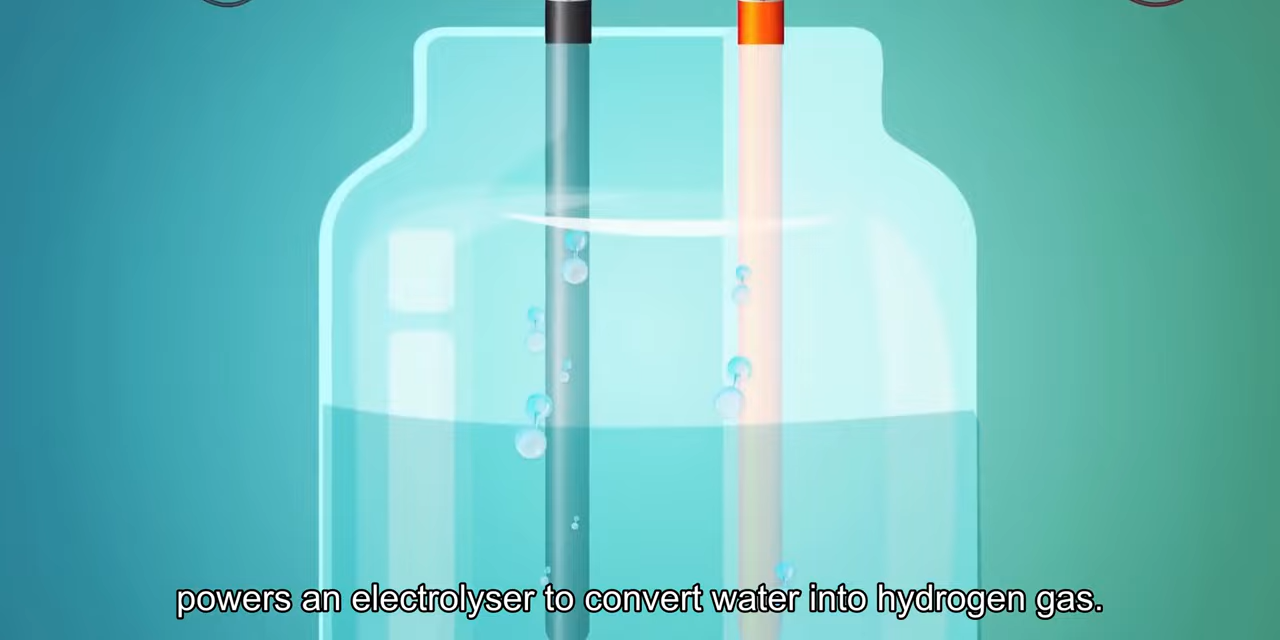 powers an electrolyser to convert water into hydrogen gas.